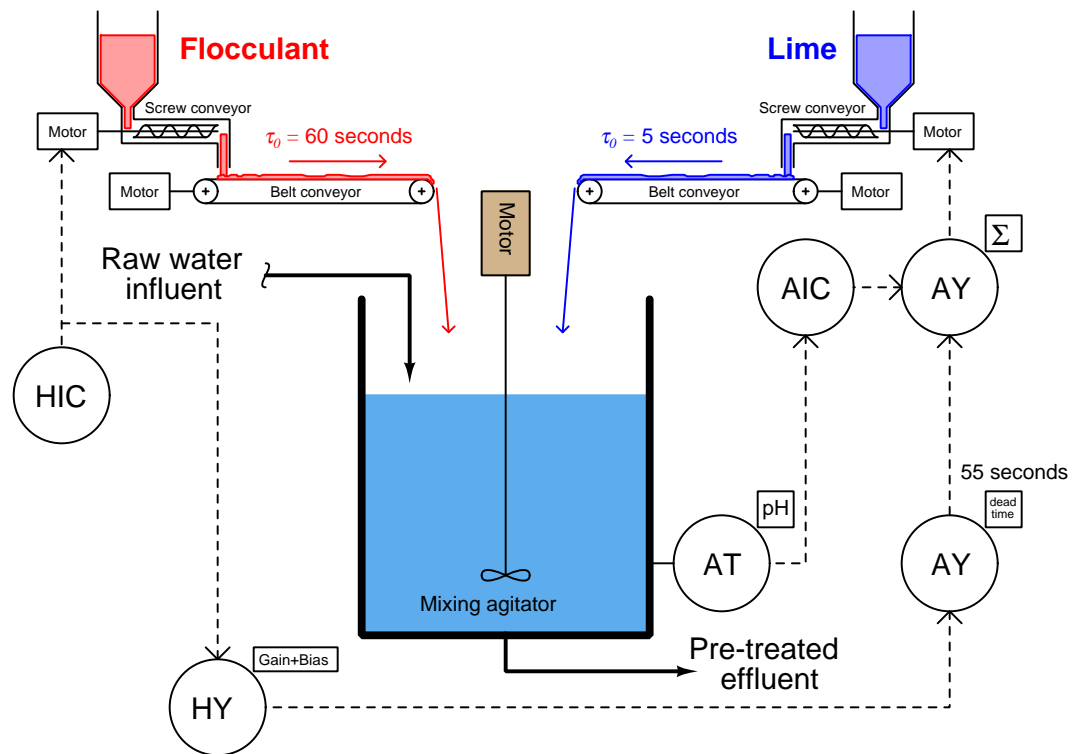 Flocculant
Lime
Screw conveyor
Screw conveyor
Motor
τ0 = 60 seconds
τ0 = 5 seconds
Motor
Motor
Belt conveyor
Belt conveyor
Motor
+
+
+
+
Motor
Σ
Raw water
influent
AIC
AY
HIC
55 seconds
pH
dead
time
AT
AY
Mixing agitator
Gain+Bias
Pre-treated
effluent
HY